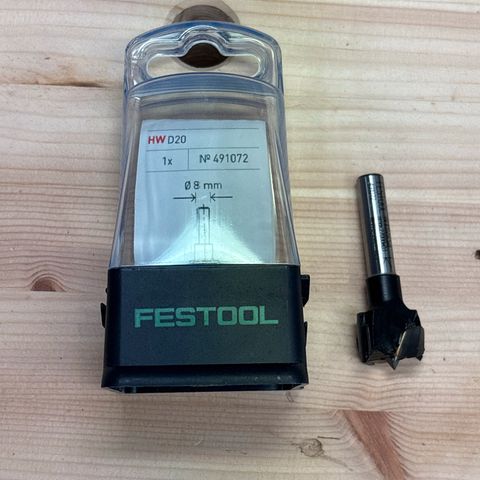 HW D20
1x Nº 491072
Ø 8 mm
FESTOOL